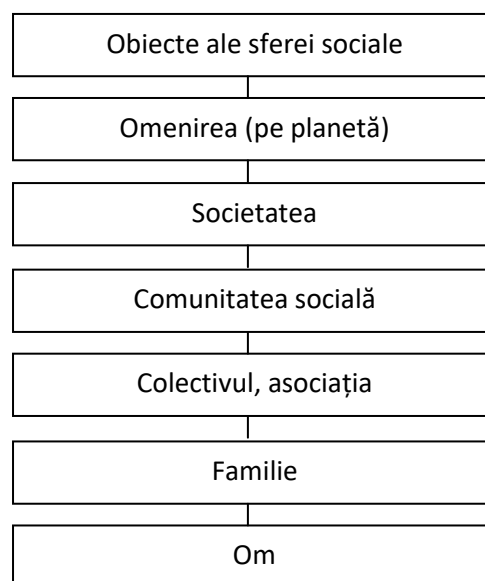 Obiecte ale sferei sociale
Omenirea (pe planetă)
Societatea
Comunitatea socială
Colectivul, asociația
Familie
Om